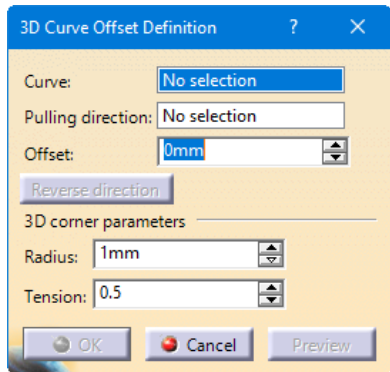 3D Curve Offset Definition ? ×
Curve: No selection
Pulling direction: No selection
Offset: 0mm
Reverse direction
3D corner parameters
Radius: 1mm
Tension: 0.5
OK Cancel Preview